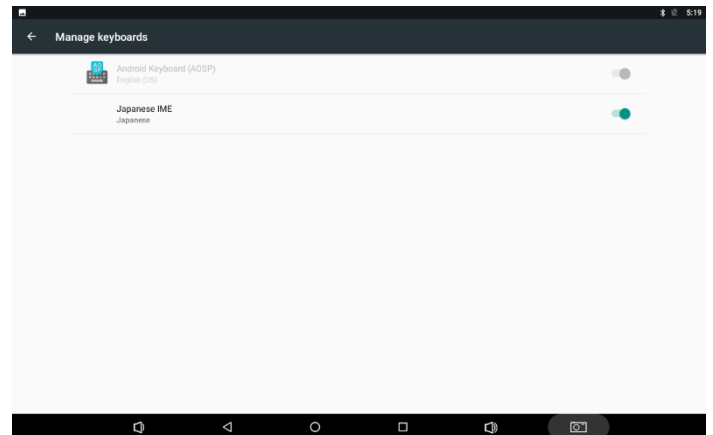 5:19
Manage keyboards
Android Keyboard (AOSP)
English (US)
Japanese IME
Japanese